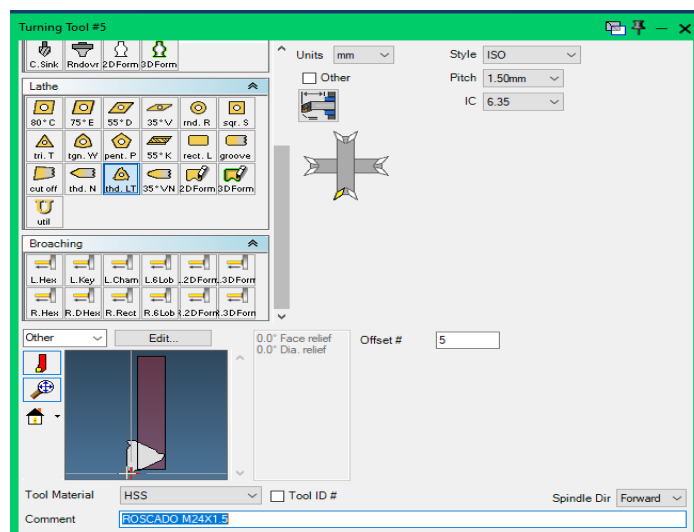 Turning Tool #5
C.Sink Rndovr 2DForm 3DForm
Lathe
80° C 75° E 55° D 35° V rnd. R sqr. S
tri. T tgn. W pent. P 55° K rect. L groove
cut off thd. N thd. LT 35° VN 2DForm 3DForm
util
Broaching
L.Hex L.Key L.Cham L.6Lob L.2DForm L.3DForm
R.Hex R.DHex R.Rect R.6Lob R.2DForm R.3DForm
Units mm
Other
Style ISO
Pitch 1.50mm
IC 6.35
Other Edit...
0.0° Face relief
0.0° Dia. relief
Offset # 5
Tool Material HSS Tool ID # Spindle Dir Forward
Comment ROSCADO M24X1.5